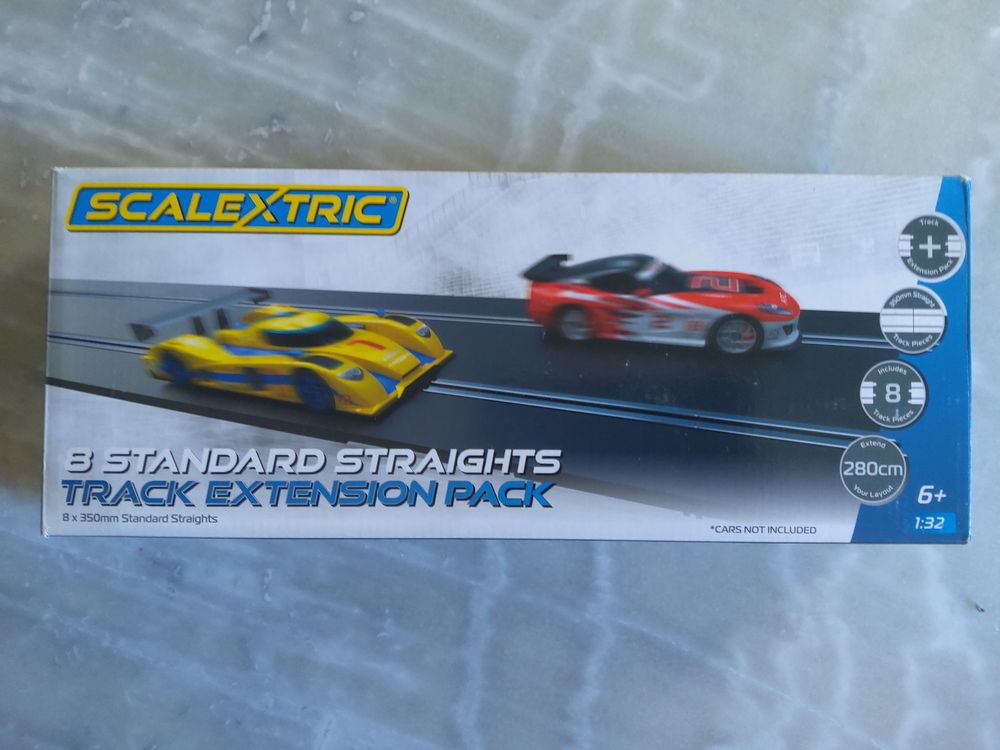 SCALEXTRIC®
Track
+
Extension Pack
350mm Straight
Track Pieces
Includes
8
Track Pieces
Extend
280cm
Your Layout
8 STANDARD STRAIGHTS
TRACK EXTENSION PACK
8 x 350mm Standard Straights
*CARS NOT INCLUDED
6+
1:32